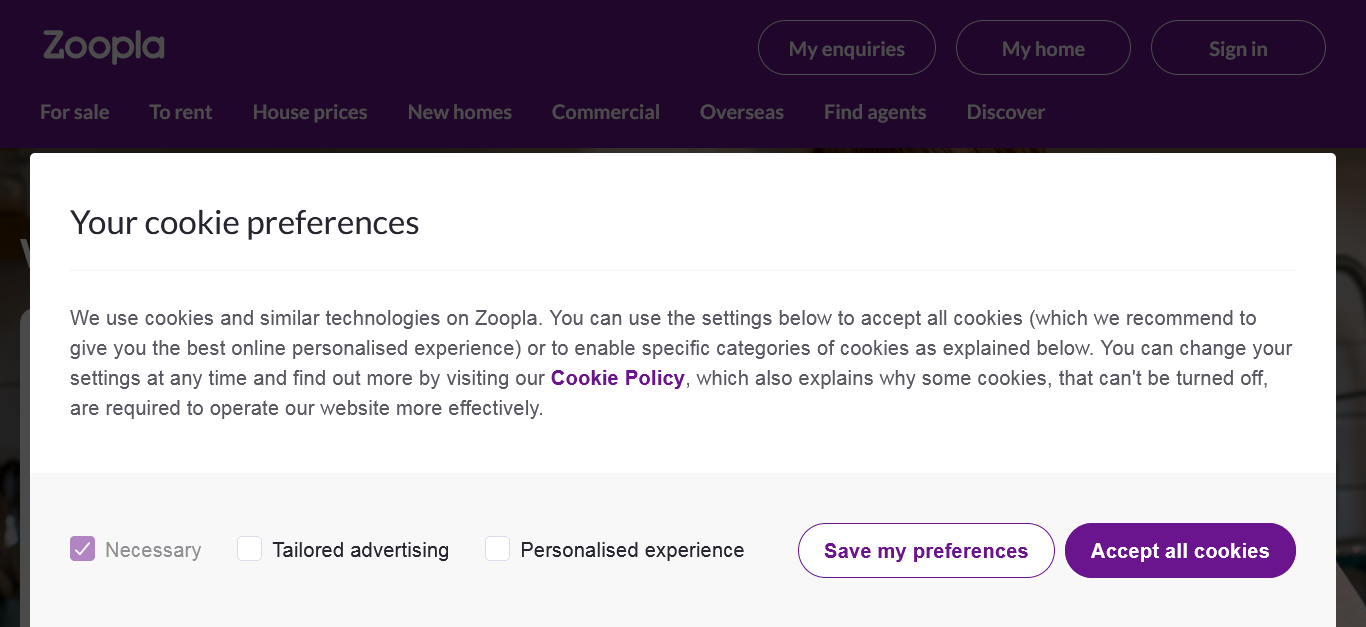 Zoopla
My enquiries
My home
Sign in
For sale
To rent
House prices
New homes
Commercial
Overseas
Find agents
Discover
Your cookie preferences
We use cookies and similar technologies on Zoopla. You can use the settings below to accept all cookies (which we recommend to
give you the best online personalised experience) or to enable specific categories of cookies as explained below. You can change your
settings at any time and find out more by visiting our Cookie Policy, which also explains why some cookies, that can't be turned off,
are required to operate our website more effectively.
Necessary
Tailored advertising
Personalised experience
Save my preferences
Accept all cookies